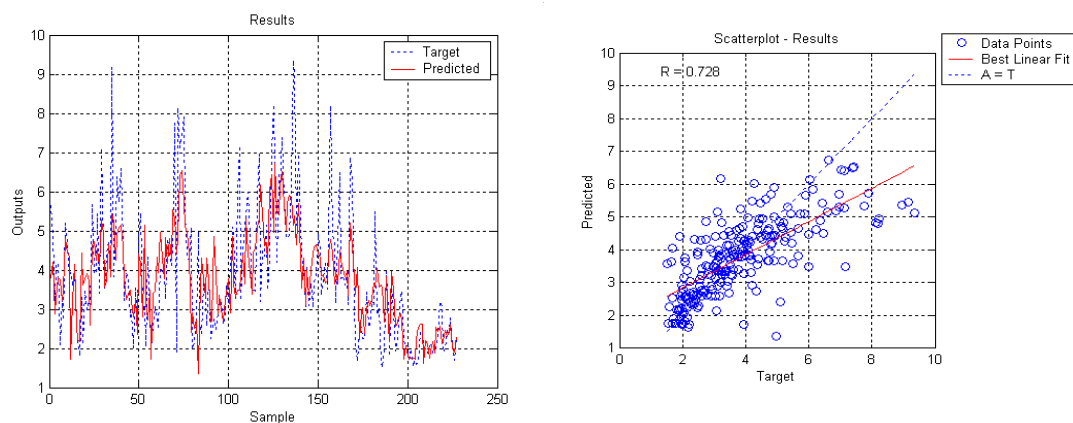 Results
10
9
8
7
6
5
4
3
2
1
Outputs
Target
Predicted
0
50
100
150
200
250
Sample
Scatterplot - Results
R = 0.728
Data Points
Best Linear Fit
A = T
10
9
8
7
6
5
4
3
2
1
Predicted
0
2
4
6
8
10
Target